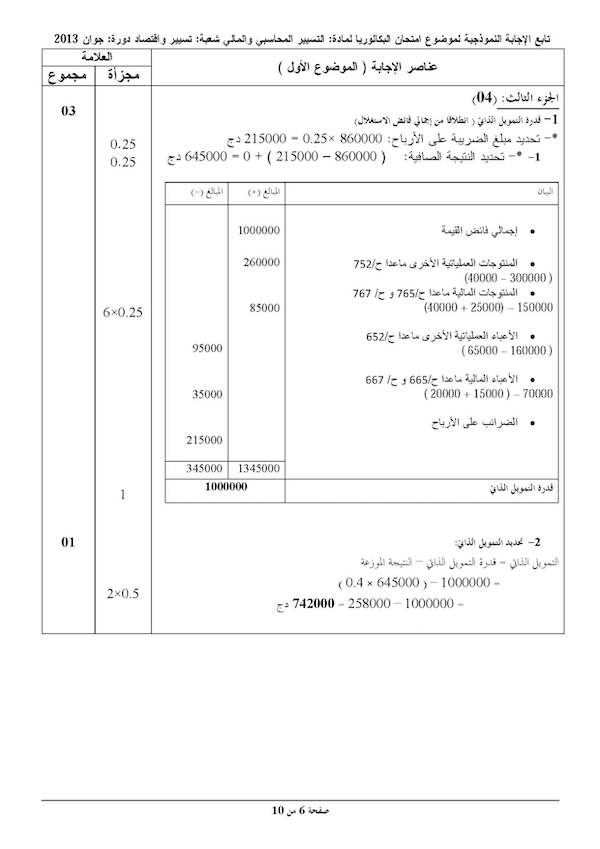 تابع الإجابة النموذجية لموضوع امتحان البكالوريا لمادة: التسيير المحاسبي والمالي شعبة: تسيير واقتصاد دورة: جوان 2013
عناصر الإجابة ( الموضوع الأول )
العلامة
مجزأة
مجموع
الجزء الثالث: (04)
03
1- قدرة التمويل الذاتي ( انطلاقا من إجمالي فائض الاستغلال)
*- تحديد مبلغ الضريبة على الأرباح: 860000 ×0.25 = 215000 دج
0.25
1- *- تحديد النتيجة الصافية: ( 860000 – 215000 ) + 0 = 645000 دج
0.25
البيان
المبالغ (+)
المبالغ (–)
• إجمالي فائض القيمة
1000000
• المنتوجات العملياتية الأخرى ماعدا ح/752
260000
( 300000 – 40000)
• المنتوجات المالية ماعدا ح/765 و ح/ 767
150000 – (25000 + 40000)
85000
6×0.25
• الأعباء العملياتية الأخرى ماعدا ح/652
( 160000 – 65000 )
95000
• الأعباء المالية ماعدا ح/665 و ح/ 667
70000 – ( 15000 + 20000 )
35000
• الضرائب على الأرباح
215000
1345000
345000
قدرة التمويل الذاتي
1000000
1
2- تحديد التمويل الذاتي:
01
التمويل الذاتي = قدرة التمويل الذاتي – النتيجة الموزعة
= 1000000 – ( 645000 × 0.4 )
= 1000000 – 258000 = 742000 دج
2×0.5
صفحة 6 من 10